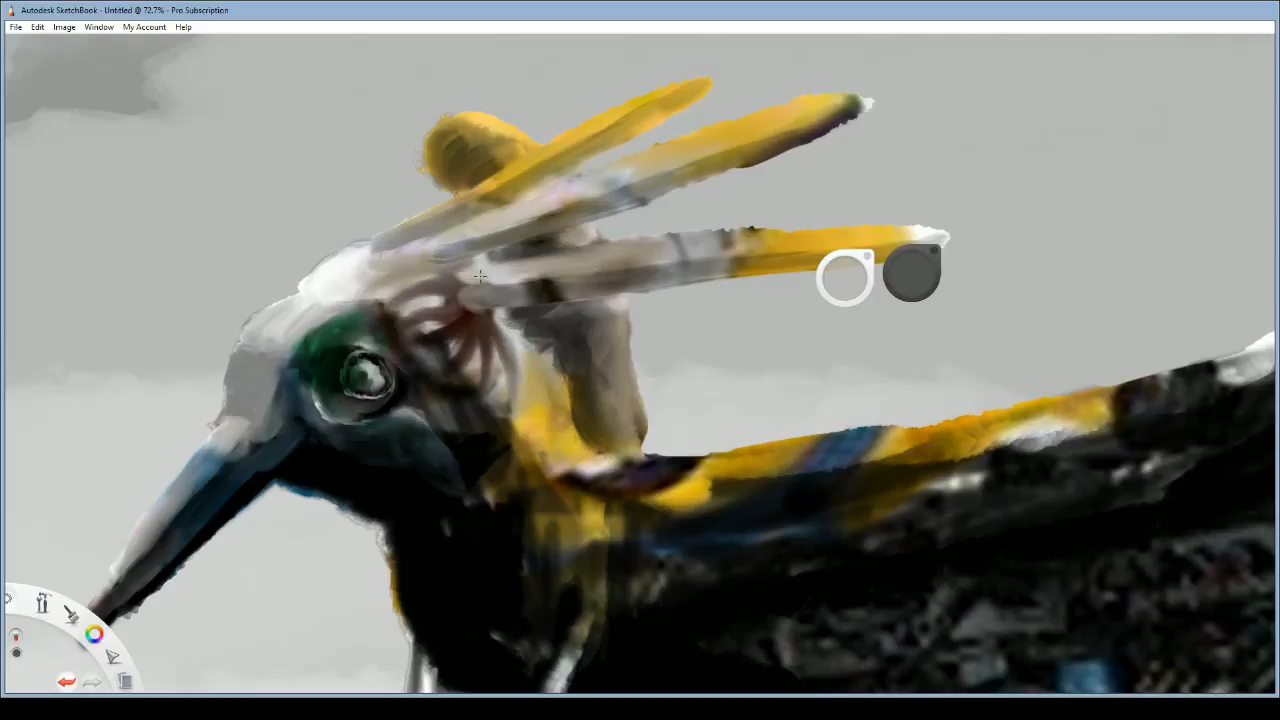 Autodesk SketchBook - Untitled @ 72.7% - Pro Subscription
File Edit Image Window My Account Help